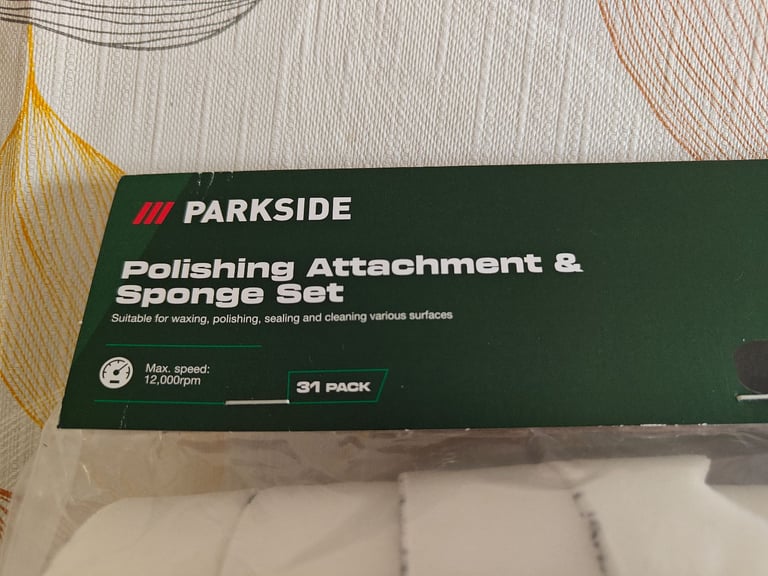 PARKSIDE
Polishing Attachment &
Sponge Set
Suitable for waxing, polishing, sealing and cleaning various surfaces
Max. speed:
12,000rpm
31 PACK